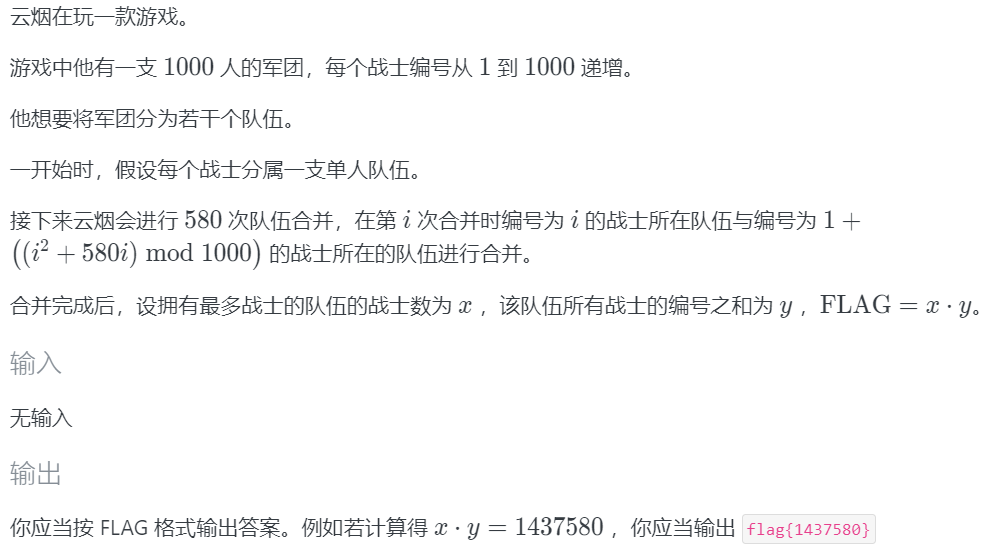 云烟在玩一款游戏。
游戏中他有一支 1000 人的军团，每个战士编号从 1 到 1000 递增。
他想要将军团分为若干个队伍。
一开始时，假设每个战士分属一支单人队伍。
接下来云烟会进行 580 次队伍合并，在第 i 次合并时编号为 i 的战士所在队伍与编号为 1 +
((i² + 580i) mod 1000) 的战士所在的队伍进行合并。
合并完成后，设拥有最多战士的队伍的战士数为 x ，该队伍所有战士的编号之和为 y ，FLAG = x · y。
输入
无输入
输出
你应当按 FLAG 格式输出答案。例如若计算得 x · y = 1437580 ，你应当输出 flag{1437580}